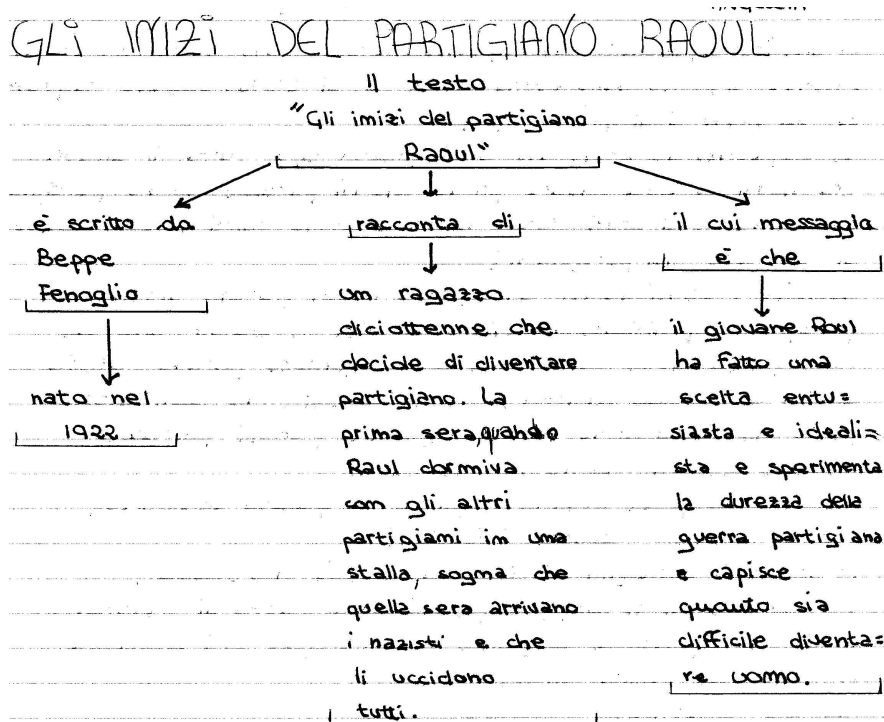 GLi INIZi DEL PARTIGIANO RAOUL
Il testo
"Gli inizi del partigiano
Raoul"
è scritto da
Beppe
Fenoglio
nato nel
1922
racconta di
un ragazzo
diciottenne che
decide di diventare
partigiano. La
prima sera, quando
Raul dormiva
con gli altri
partigiani in una
stalla, sogna che
quella sera arrivano
i nazisti e che
li uccidono
tutti.
il cui messaggio
è che
il giovane Raul
ha fatto una
scelta entu=
siasta e ideali=
sta e sperimenta
la durezza della
guerra partigiana
e capisce
quanto sia
difficile diventa=
re uomo.